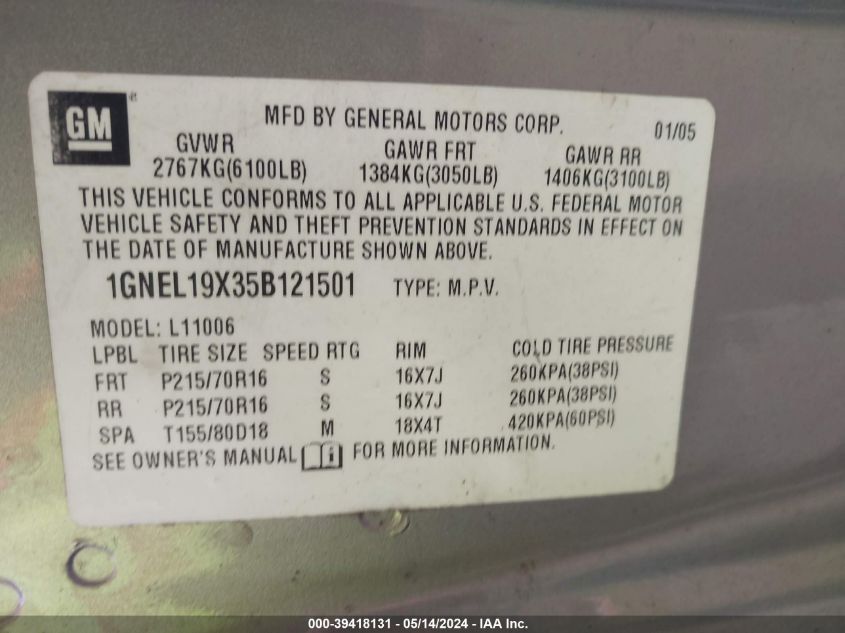 GM ®
MFD BY GENERAL MOTORS CORP. 01/05
GVWR GAWR FRT GAWR RR
2767KG(6100LB) 1384KG(3050LB) 1406KG(3100LB)
THIS VEHICLE CONFORMS TO ALL APPLICABLE U.S. FEDERAL MOTOR
VEHICLE SAFETY AND THEFT PREVENTION STANDARDS IN EFFECT ON
THE DATE OF MANUFACTURE SHOWN ABOVE.
1GNEL19X35B121501 TYPE: M.P.V.
MODEL: L11006
LPBL TIRE SIZE SPEED RTG RIM COLD TIRE PRESSURE
FRT P215/70R16 S 16X7J 260KPA(38PSI)
RR P215/70R16 S 16X7J 260KPA(38PSI)
SPA T155/80D18 M 18X4T 420KPA(60PSI)
SEE OWNER'S MANUAL i FOR MORE INFORMATION.
000-39418131 - 05/14/2024 - IAA Inc.